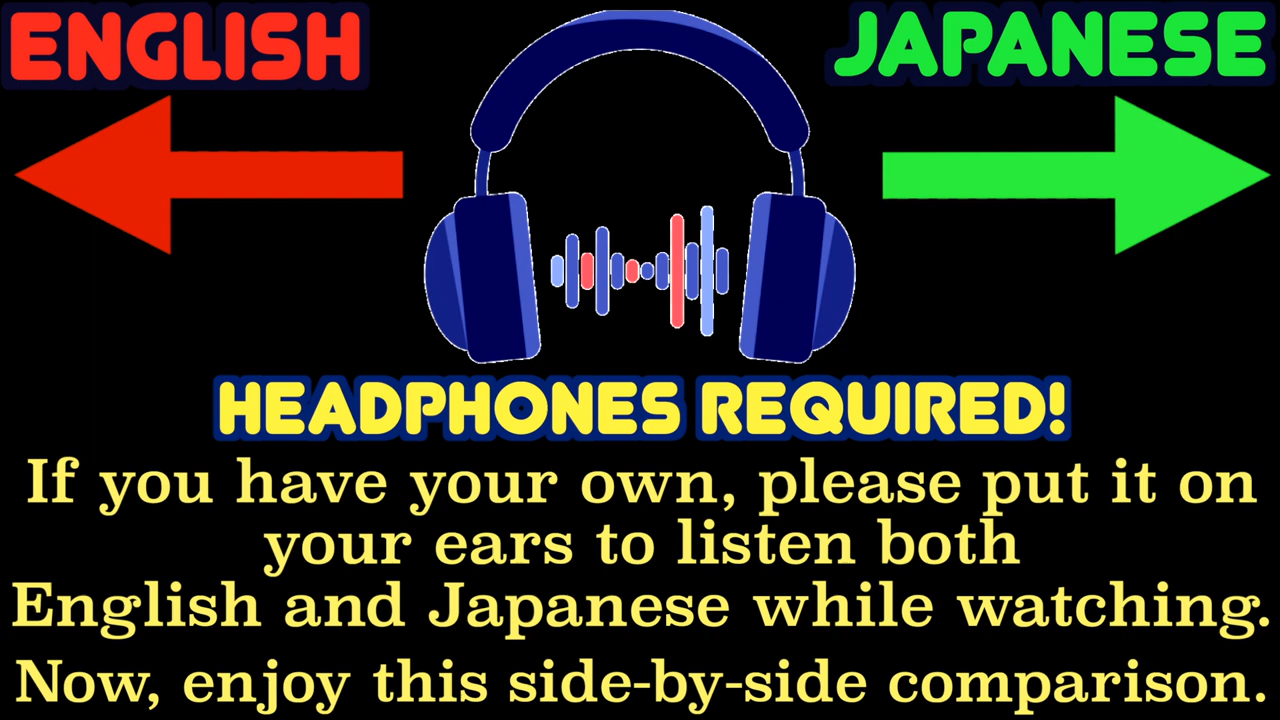 ENGLISH
JAPANESE
HEADPHONES REQUIRED!
If you have your own, please put it on
your ears to listen both
English and Japanese while watching.
Now, enjoy this side-by-side comparison.